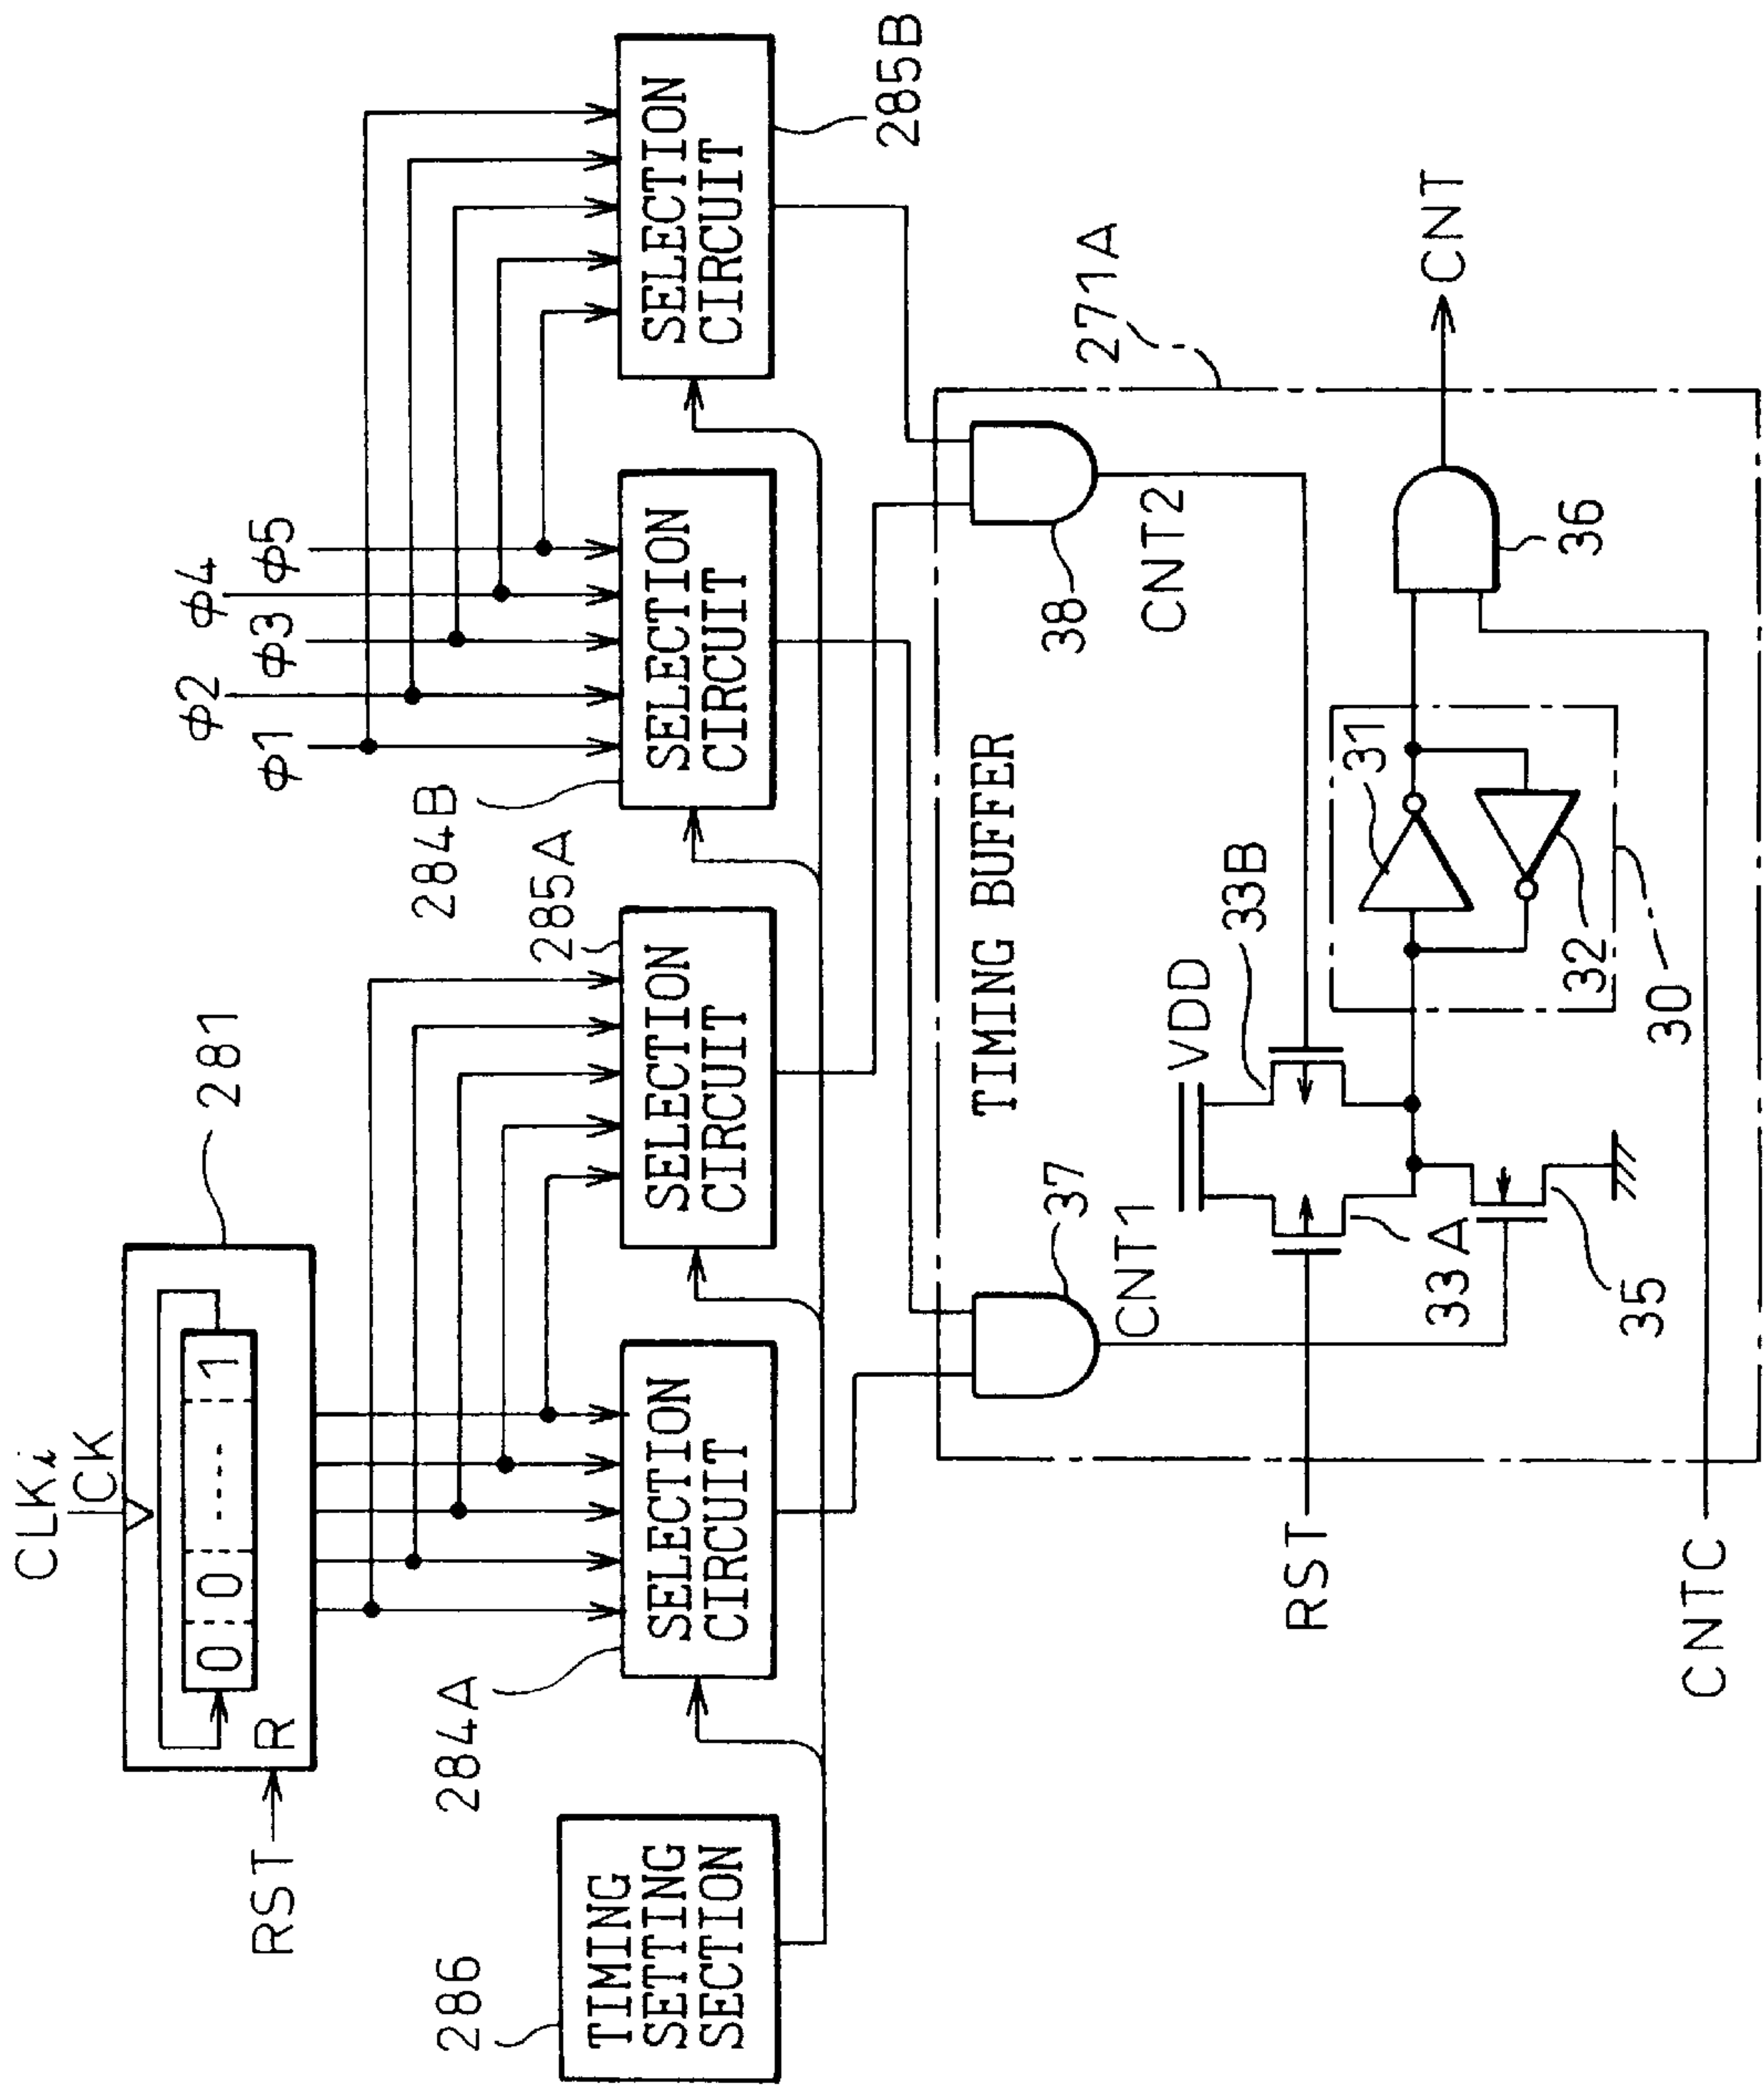 CLKi
CK
0 0 ---- 1
R
RST
281
ϕ1
ϕ2
ϕ3
ϕ4
ϕ5
286
TIMING
SETTING
SECTION
284A
SELECTION
CIRCUIT
285A
SELECTION
CIRCUIT
284B
SELECTION
CIRCUIT
285B
SELECTION
CIRCUIT
TIMING BUFFER
271A
37
CNT1
38
CNT2
VDD
33A
33B
35
31
32
30
36
RST
CNTC
CNT